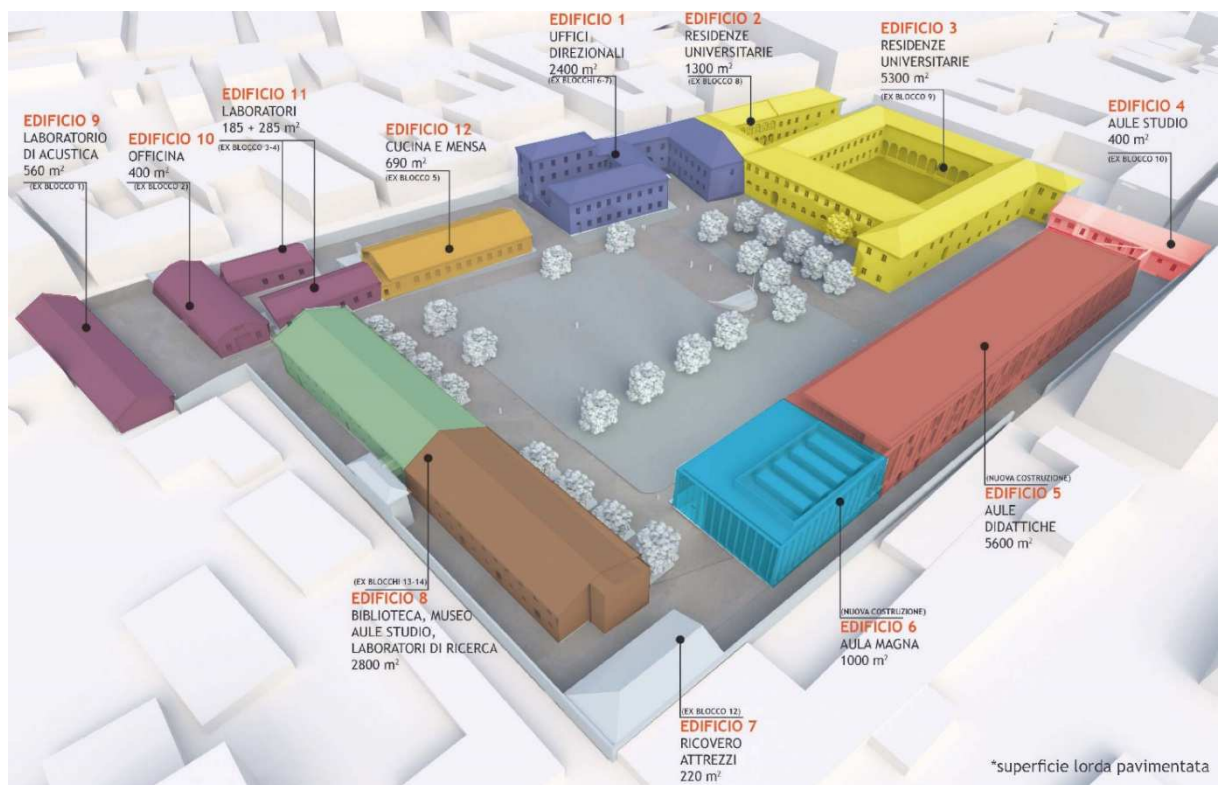 EDIFICIO 1
UFFICI
DIREZIONALI
2400 m²
(EX BLOCCHI 6-7)
EDIFICIO 2
RESIDENZE
UNIVERSITARIE
1300 m²
(EX BLOCCO 8)
EDIFICIO 3
RESIDENZE
UNIVERSITARIE
5300 m²
(EX BLOCCO 9)
EDIFICIO 4
AULE STUDIO
400 m²
(EX BLOCCO 10)
EDIFICIO 9
LABORATORIO
DI ACUSTICA
560 m²
(EX BLOCCO 1)
EDIFICIO 10
OFFICINA
400 m²
(EX BLOCCO 2)
EDIFICIO 11
LABORATORI
185 + 285 m²
(EX BLOCCO 3-4)
EDIFICIO 12
CUCINA E MENSA
690 m²
(EX BLOCCO 5)
(NUOVA COSTRUZIONE)
EDIFICIO 5
AULE
DIDATTICHE
5600 m²
(NUOVA COSTRUZIONE)
EDIFICIO 6
AULA MAGNA
1000 m²
(EX BLOCCHI 13-14)
EDIFICIO 8
BIBLIOTECA, MUSEO
AULE STUDIO,
LABORATORI DI RICERCA
2800 m²
(EX BLOCCO 12)
EDIFICIO 7
RICOVERO
ATTREZZI
220 m²
*superficie lorda pavimentata